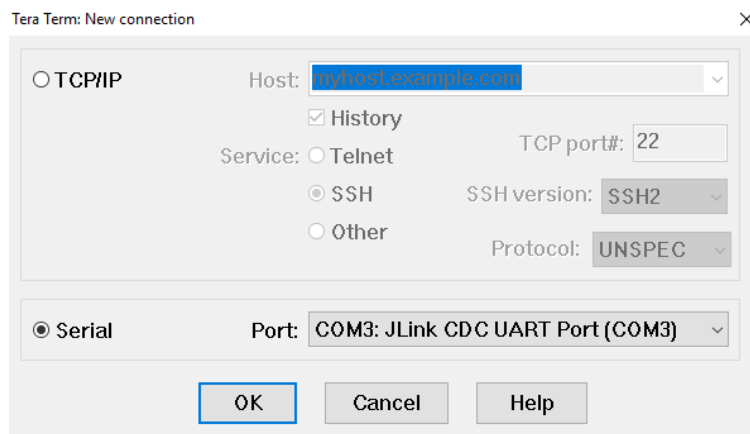 Tera Term: New connection
TCP/IP Host: myhost.example.com
History
Service: Telnet TCP port#: 22
SSH SSH version: SSH2
Other Protocol: UNSPEC
Serial Port: COM3: JLink CDC UART Port (COM3)
OK Cancel Help